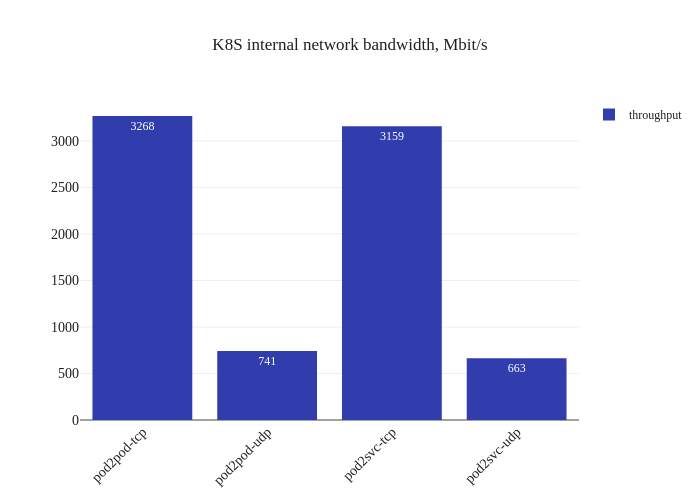 K8S internal network bandwidth, Mbit/s
throughput
3268
741
3159
663
3000
2500
2000
1500
1000
500
0
pod2pod-tcp
pod2pod-udp
pod2svc-tcp
pod2svc-udp